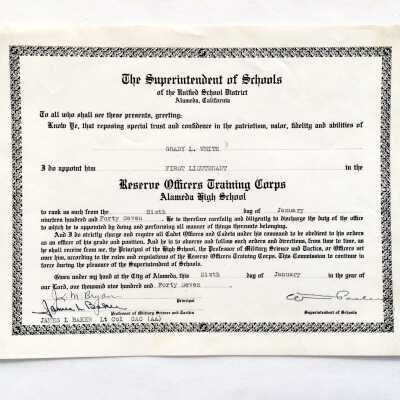 The Superintendent of Schools
of the Unified School District
Alameda, California
To all who shall see these presents, greeting:
Know Ye, that reposing special trust and confidence in the patriotism, valor, fidelity and abilities of
GRADY L. WHITE
I do appoint him FIRST LIEUTENANT in the
Reserve Officers Training Corps
Alameda High School
to rank as such from the Sixth day of January
nineteen hundred and Forty Seven . He is therefore carefully and diligently to discharge the duty of the office
to which he is appointed by doing and performing all manner of things thereunto belonging.
And I do strictly charge and require all Cadet Officers and Cadets under his command to be obedient to his orders
as an officer of his grade and position. And he is to observe and follow such orders and directions, from time to time, as
he shall receive from me, the Principal of the High School, the Professor of Military Science and Tactics, or Officers set
over him, according to the rules and regulations of the Reserve Officers Training Corps. This Commission to continue in
force during the pleasure of the Superintendent of Schools.
Given under my hand at the City of Alameda, this Sixth day of January in the year of
our Lord, one thousand nine hundred and Forty Seven .
Bryan
Principal
James L Baker
Professor of Military Science and Tactics
Superintendent of Schools
JAMES L BAKER Lt Col CAC (AA)